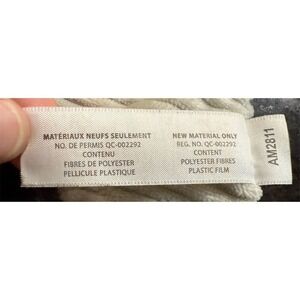 MATÉRIAUX NEUFS SEULEMENT
NO. DE PERMIS QC-002292
CONTENU
FIBRES DE POLYESTER
PELLICULE PLASTIQUE
NEW MATERIAL ONLY
REG. NO. QC-002292
CONTENT
POLYESTER FIBRES
PLASTIC FILM
AM2811